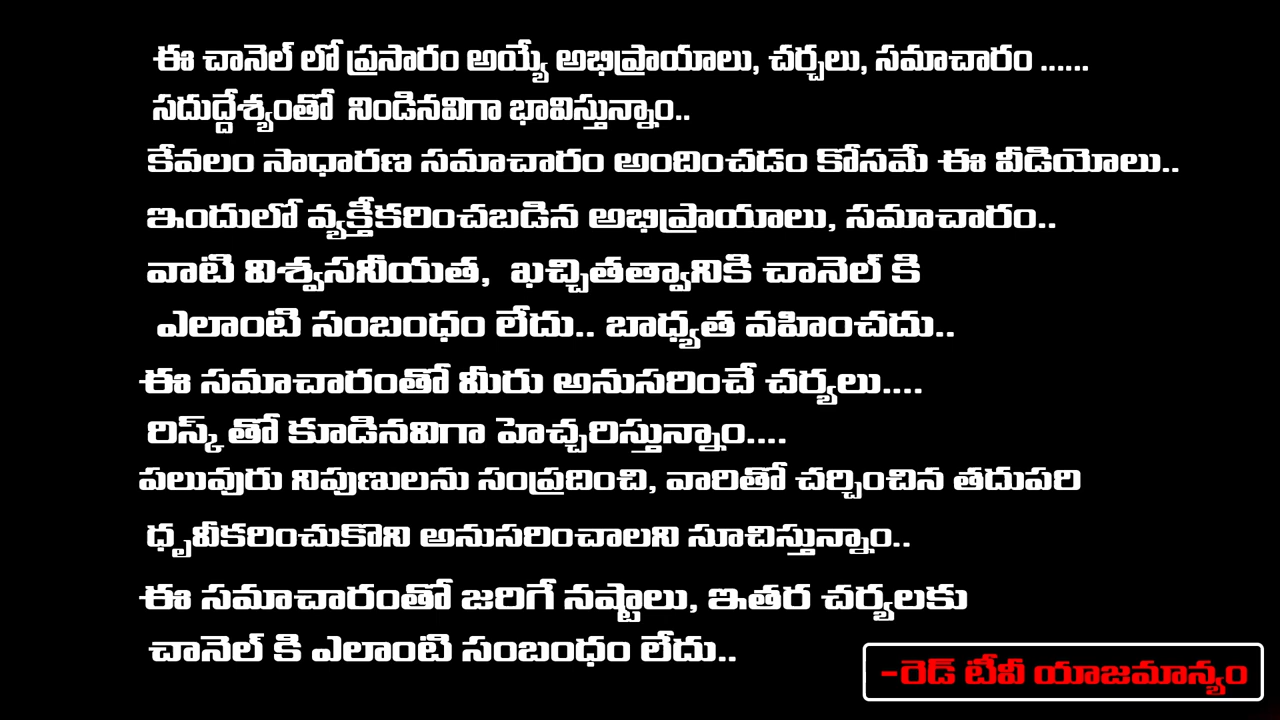 ఈ చానెల్ లో ప్రసారం అయ్యే అభిప్రాయాలు, చర్చలు, సమాచారం ......
సదుద్దేశ్యంతో నిండినవిగా భావిస్తున్నాం..
కేవలం సాధారణ సమాచారం అందించడం కోసమే ఈ వీడియోలు..
ఇందులో వ్యక్తీకరించబడిన అభిప్రాయాలు, సమాచారం..
వాటి విశ్వసనీయత, ఖచ్చితత్వానికి చానెల్ కి
ఎలాంటి సంబంధం లేదు.. బాధ్యత వహించదు..
ఈ సమాచారంతో మీరు అనుసరించే చర్యలు....
రిస్క్ తో కూడినవిగా హెచ్చరిస్తున్నాం....
పలువురు నిపుణులను సంప్రదించి, వారితో చర్చించిన తదుపరి
ధృవీకరించుకొని అనుసరించాలని సూచిస్తున్నాం..
ఈ సమాచారంతో జరిగే నష్టాలు, ఇతర చర్యలకు
చానెల్ కి ఎలాంటి సంబంధం లేదు..
-రెడ్ టీవీ యాజమాన్యం